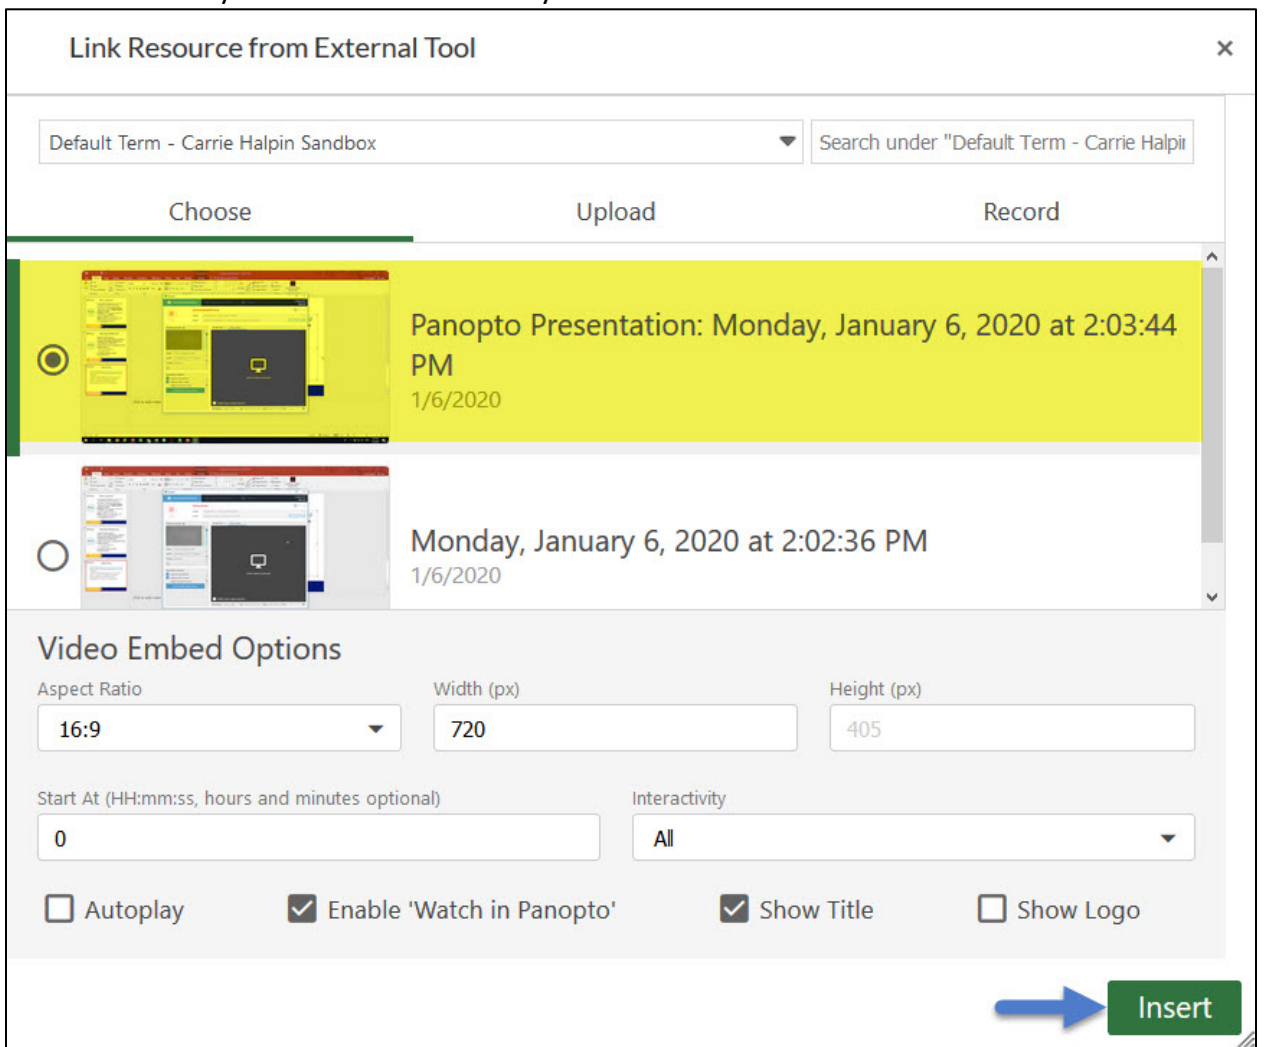 Link Resource from External Tool
×
Default Term - Carrie Halpin Sandbox
Search under "Default Term - Carrie Halpin
Choose
Upload
Record
Panopto Presentation: Monday, January 6, 2020 at 2:03:44
PM
1/6/2020
Monday, January 6, 2020 at 2:02:36 PM
1/6/2020
Video Embed Options
Aspect Ratio
Width (px)
Height (px)
16:9
720
405
Start At (HH:mm:ss, hours and minutes optional)
Interactivity
0
All
Autoplay
Enable 'Watch in Panopto'
Show Title
Show Logo
Insert